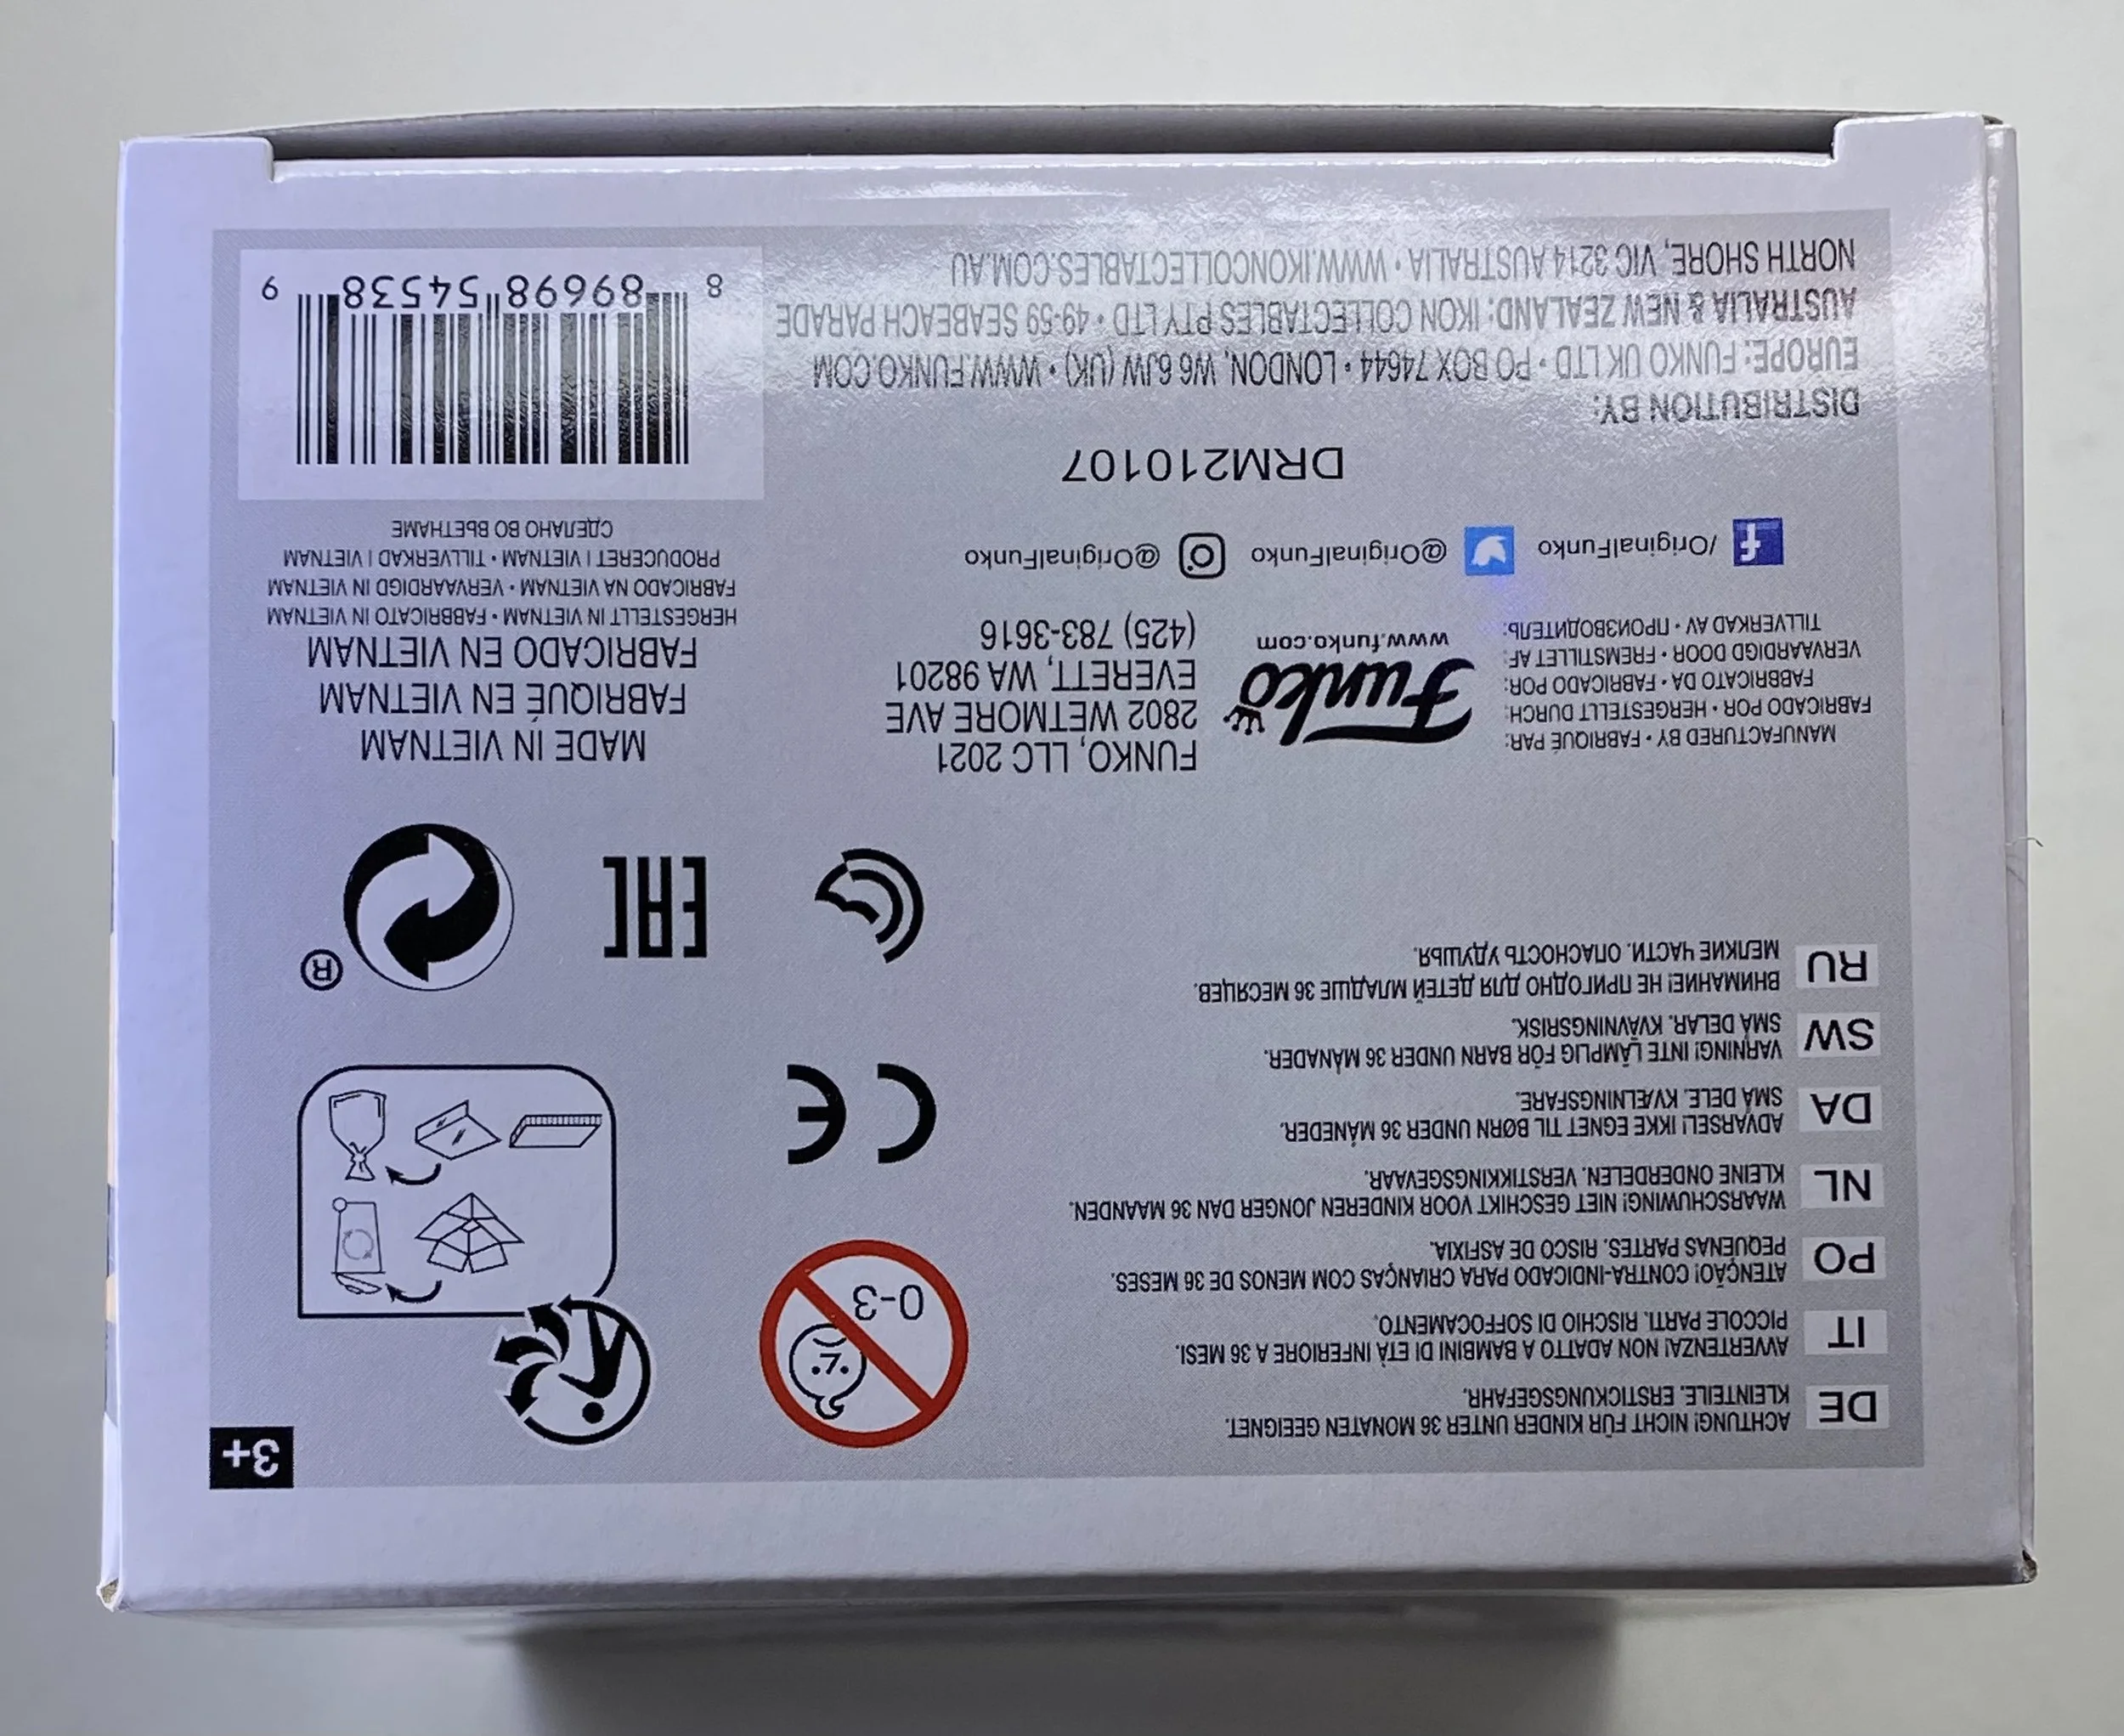 DE
ACHTUNG! NICHT FÜR KINDER UNTER 36 MONATEN GEEIGNET.
KLEINTEILE. ERSTICKUNGSGEFAHR.
IT
AVVERTENZA! NON ADATTO A BAMBINI DI ETÀ INFERIORE A 36 MESI.
PICCOLE PARTI. RISCHIO DI SOFFOCAMENTO.
PO
ATENÇÃO! CONTRA-INDICADO PARA CRIANÇAS COM MENOS DE 36 MESES.
PEQUENAS PARTES. RISCO DE ASFIXIA.
NL
WAARSCHUWING! NIET GESCHIKT VOOR KINDEREN JONGER DAN 36 MAANDEN.
KLEINE ONDERDELEN. VERSTIKKINGSGEVAAR.
DA
ADVARSEL! IKKE EGNET TIL BØRN UNDER 36 MÅNEDER.
SMÅ DELE. KVÆLNINGSFARE.
SW
VARNING! INTE LÄMPLIG FÖR BARN UNDER 36 MÅNADER.
SMÅ DELAR. KVÄVNINGSRISK.
RU
ВНИМАНИЕ! НЕ ПРИГОДНО ДЛЯ ДЕТЕЙ МЛАДШЕ 36 МЕСЯЦЕВ.
МЕЛКИЕ ЧАСТИ. ОПАСНОСТЬ УДУШЬЯ.
0-3
3+
CE
EAC
®
MANUFACTURED BY • FABRIQUÉ PAR:
FABRICADO POR • HERGESTELLT DURCH:
FABBRICATO DA • FABRICADO POR:
VERVAARDIGD DOOR • FREMSTILLET AF:
TILLVERKAD AV • ПРОИЗВОДИТЕЛЬ:
Funko
www.funko.com
FUNKO, LLC 2021
2802 WETMORE AVE
EVERETT, WA 98201
(425) 783-3616
/OriginalFunko @OriginalFunko @OriginalFunko
DRM210107
DISTRIBUTION BY:
EUROPE: FUNKO UK LTD • PO BOX 74644 • LONDON, W6 6JW (UK) • WWW.FUNKO.COM
AUSTRALIA & NEW ZEALAND: IKON COLLECTABLES PTY LTD • 49-59 SEABEACH PARADE
NORTH SHORE, VIC 3214 AUSTRALIA • WWW.IKONCOLLECTABLES.COM.AU
MADE IN VIETNAM
FABRIQUÉ EN VIETNAM
FABRICADO EN VIETNAM
HERGESTELLT IN VIETNAM • FABBRICATO IN VIETNAM
FABRICADO NA VIETNAM • VERVAARDIGD IN VIETNAM
PRODUCERET I VIETNAM • TILLVERKAD I VIETNAM
СДЕЛАНО ВО ВЬЕТНАМЕ
8 89698 54538 9